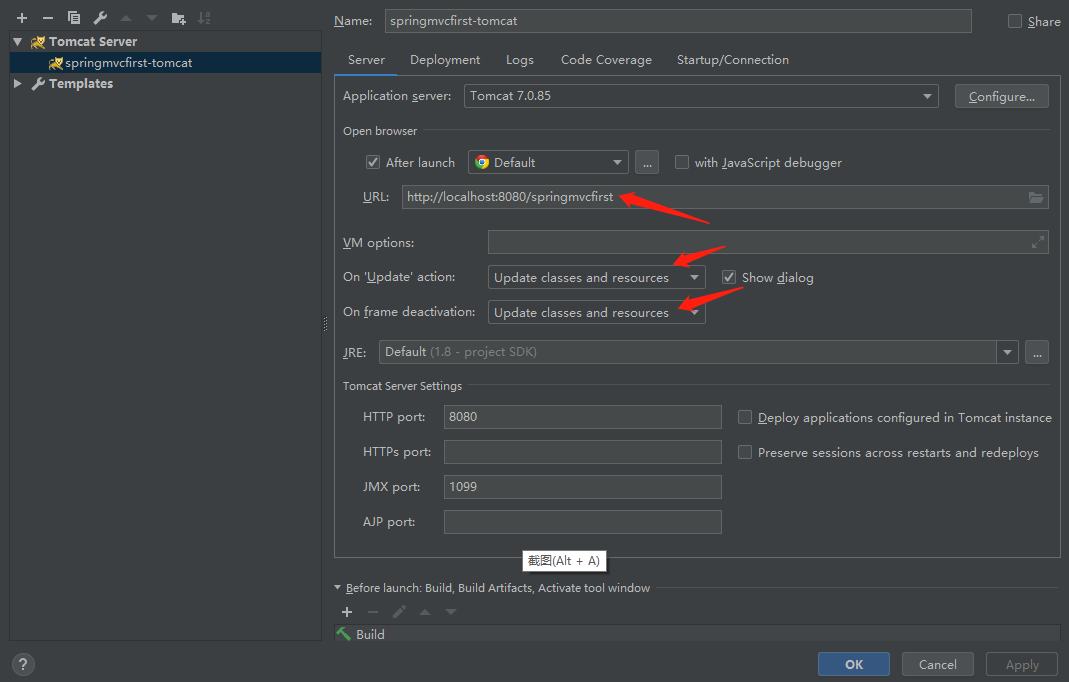 Name: springmvcfirst-tomcat Share
Tomcat Server
springmvcfirst-tomcat
Templates
Server Deployment Logs Code Coverage Startup/Connection
Application server: Tomcat 7.0.85 Configure...
Open browser
After launch Default ... with JavaScript debugger
URL: http://localhost:8080/springmvcfirst
VM options:
On 'Update' action: Update classes and resources Show dialog
On frame deactivation: Update classes and resources
JRE: Default (1.8 - project SDK) ...
Tomcat Server Settings
HTTP port: 8080 Deploy applications configured in Tomcat instance
HTTPs port: Preserve sessions across restarts and redeploys
JMX port: 1099
AJP port:
截图(Alt + A)
Before launch: Build, Build Artifacts, Activate tool window
Build
? OK Cancel Apply